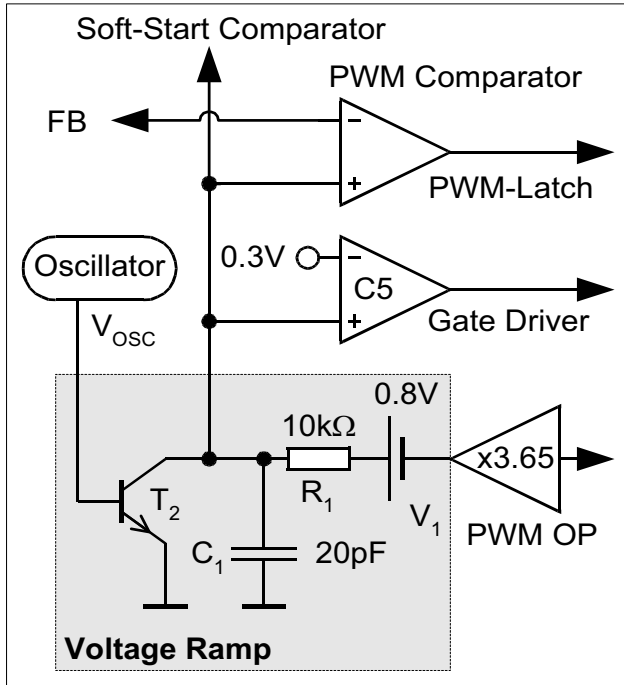 Soft-Start Comparator
PWM Comparator
FB
−
+
PWM-Latch
Oscillator
0.3V
−
C5
+
Gate Driver
VOSC
0.8V
10kΩ
x3.65
T2
R1
V1
PWM OP
C1
20pF
Voltage Ramp